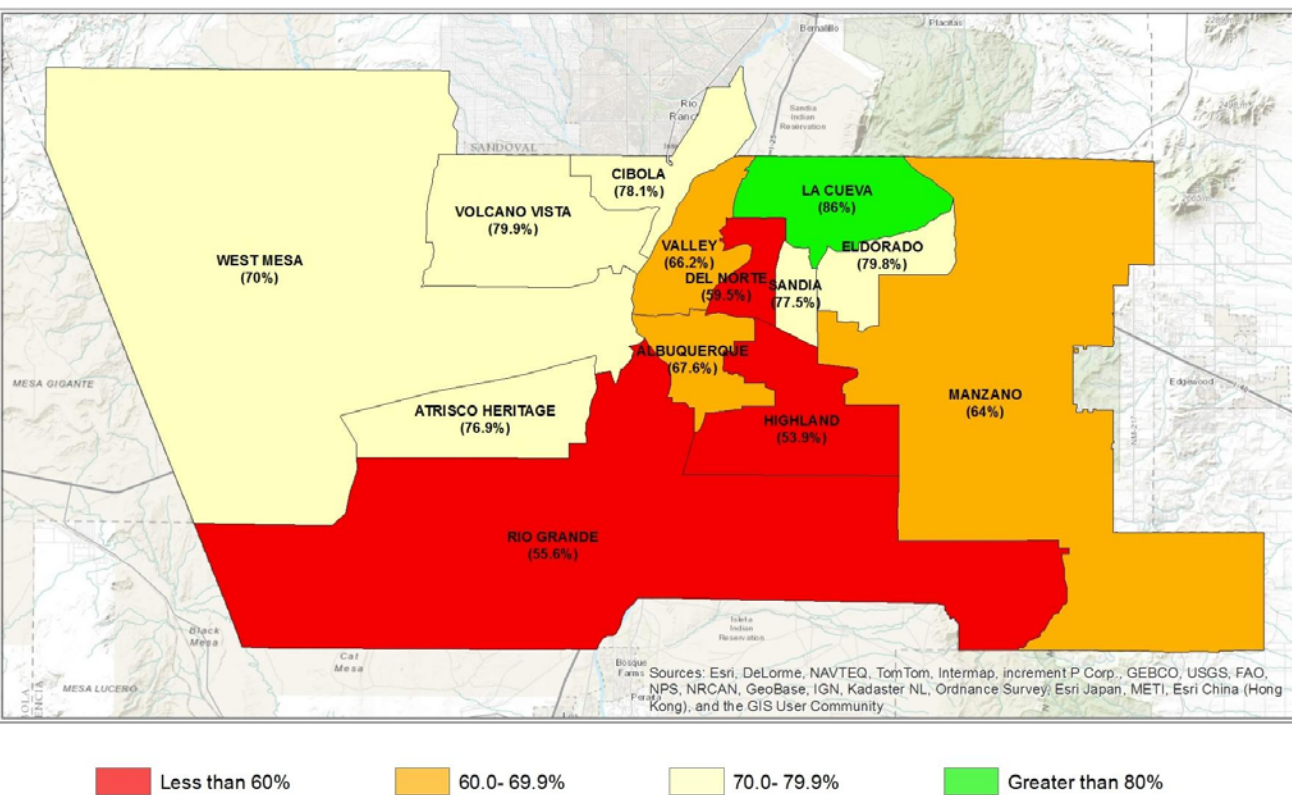 Bernalillo
Placitas
Rio
Sandia
Indian
Reservation
SANDOVAL
CIBOLA
(78.1%)
LA CUEVA
(86%)
VOLCANO VISTA
(79.9%)
VALLEY
(66.2%)
ELDORADO
(79.8%)
WEST MESA
(70%)
DEL NORTE
(59.5%)
SANDIA
(77.5%)
ALBUQUERQUE
(67.6%)
MESA GIGANTE
Edgewood
MANZANO
(64%)
ATRISCO HERITAGE
(76.9%)
HIGHLAND
(53.9%)
RIO GRANDE
(55.6%)
Isleta
Indian
Reservation
Black
Mesa
Cat
Mesa
MESA LUCERO
Bosque
Farms
Sources: Esri, DeLorme, NAVTEQ, TomTom, Intermap, increment P Corp., GEBCO, USGS, FAO,
NPS, NRCAN, GeoBase, IGN, Kadaster NL, Ordnance Survey, Esri Japan, METI, Esri China (Hong
Kong), and the GIS User Community
Less than 60%
60.0- 69.9%
70.0- 79.9%
Greater than 80%